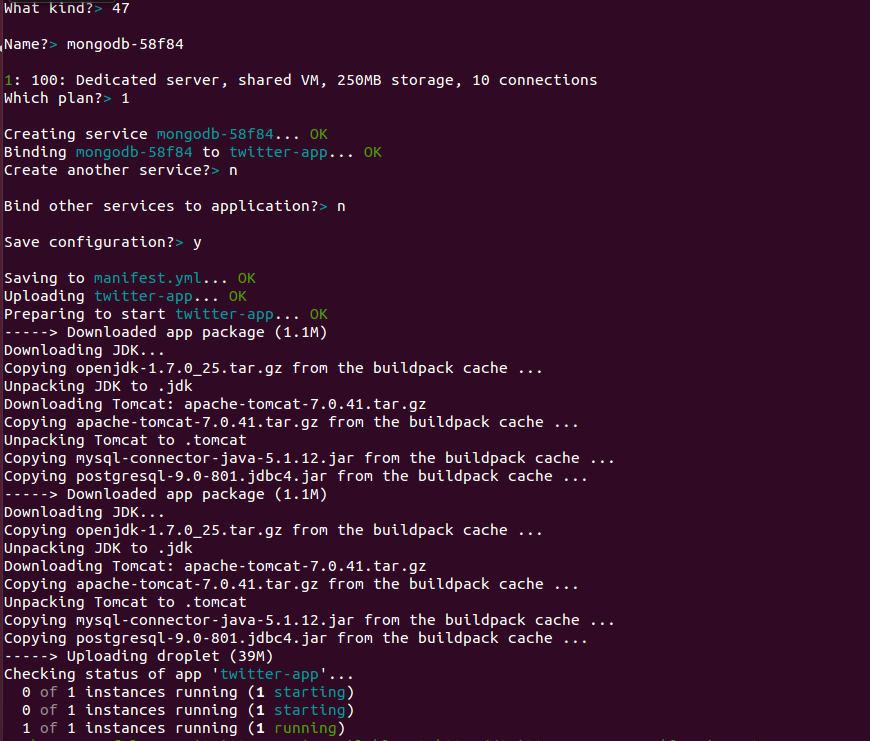 What kind?> 47
Name?> mongodb-58f84
1: 100: Dedicated server, shared VM, 250MB storage, 10 connections
Which plan?> 1
Creating service mongodb-58f84... OK
Binding mongodb-58f84 to twitter-app... OK
Create another service?> n
Bind other services to application?> n
Save configuration?> y
Saving to manifest.yml... OK
Uploading twitter-app... OK
Preparing to start twitter-app... OK
-----> Downloaded app package (1.1M)
Downloading JDK...
Copying openjdk-1.7.0_25.tar.gz from the buildpack cache ...
Unpacking JDK to .jdk
Downloading Tomcat: apache-tomcat-7.0.41.tar.gz
Copying apache-tomcat-7.0.41.tar.gz from the buildpack cache ...
Unpacking Tomcat to .tomcat
Copying mysql-connector-java-5.1.12.jar from the buildpack cache ...
Copying postgresql-9.0-801.jdbc4.jar from the buildpack cache ...
-----> Downloaded app package (1.1M)
Downloading JDK...
Copying openjdk-1.7.0_25.tar.gz from the buildpack cache ...
Unpacking JDK to .jdk
Downloading Tomcat: apache-tomcat-7.0.41.tar.gz
Copying apache-tomcat-7.0.41.tar.gz from the buildpack cache ...
Unpacking Tomcat to .tomcat
Copying mysql-connector-java-5.1.12.jar from the buildpack cache ...
Copying postgresql-9.0-801.jdbc4.jar from the buildpack cache ...
-----> Uploading droplet (39M)
Checking status of app 'twitter-app'...
0 of 1 instances running (1 starting)
0 of 1 instances running (1 starting)
1 of 1 instances running (1 running)